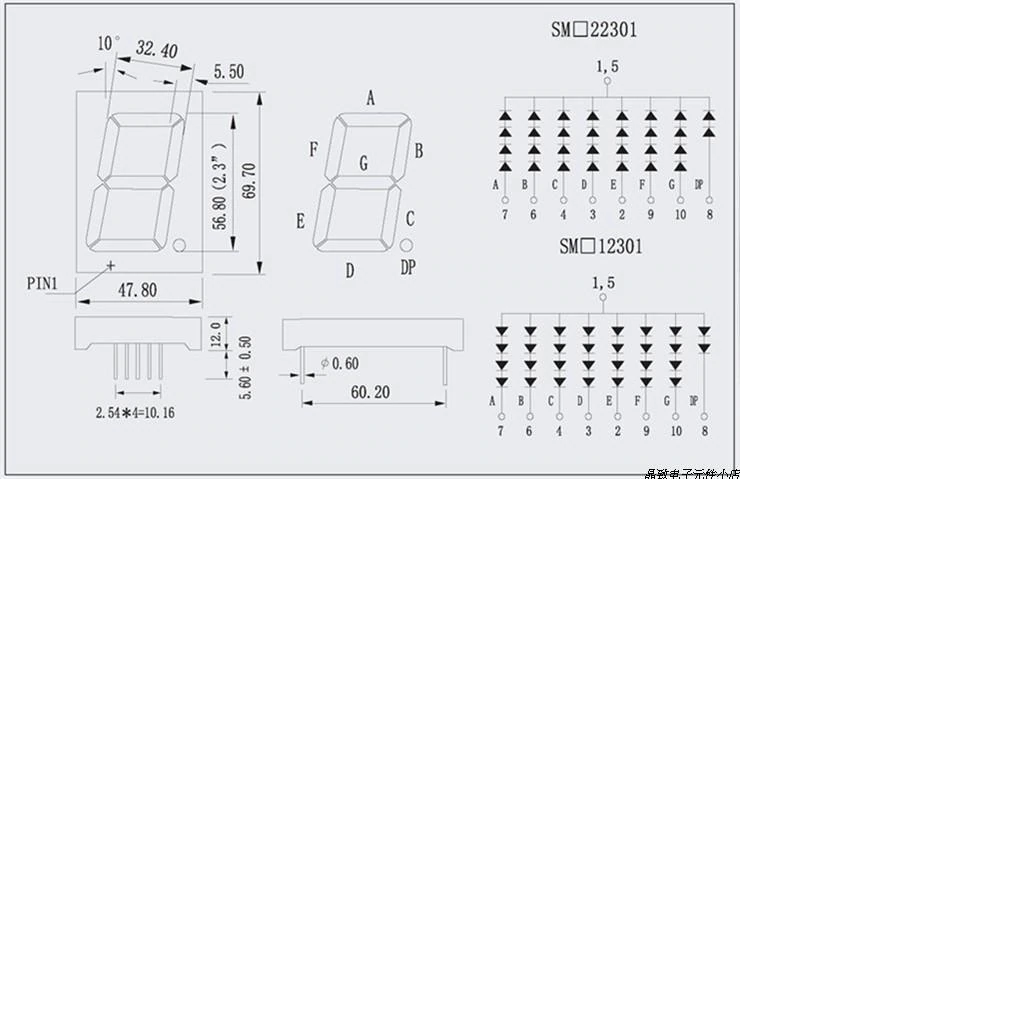 SM□22301
10°
32.40
5.50
1,5
A
F
B
G
56.80(2.3")
69.70
A B C D E F G DP
7 6 4 3 2 9 10 8
E
C
D
DP
SM□12301
PIN1
47.80
1,5
12.0
5.60±0.50
φ0.60
60.20
2.54*4=10.16
A B C D E F G DP
7 6 4 3 2 9 10 8
晶致电子元件小店